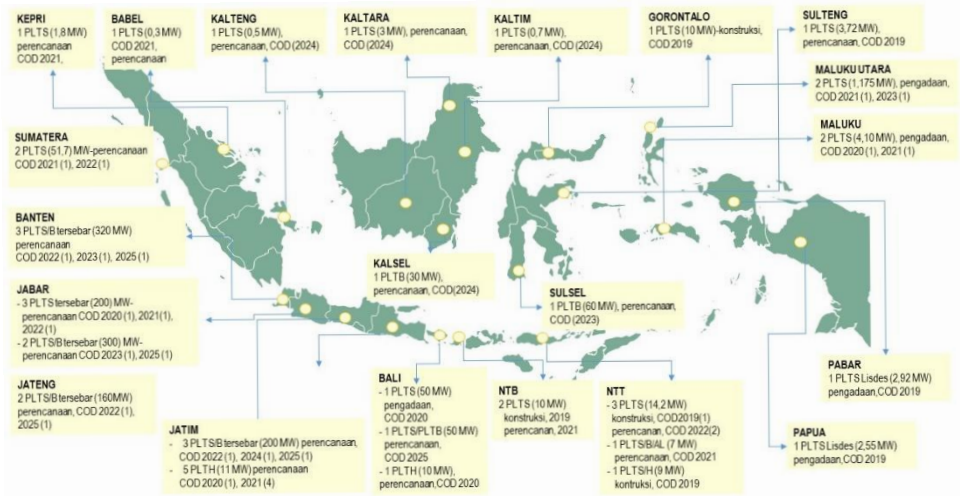 KEPRI
1 PLTS (1,8 MW)
perencanaan
COD 2021,
BABEL
1 PLTS (0,3 MW)
COD 2021,
perencanaan
KALTENG
1 PLTS (0,5 MW),
perencanaan, COD (2024)
KALTARA
1 PLTS (3 MW), perencanaan,
COD (2024)
KALTIM
1 PLTS (0,7 MW),
perencanaan, COD (2024)
GORONTALO
1 PLTS (10 MW)-konstruksi,
COD 2019
SULTENG
1 PLTS (3,72 MW),
perencanaan, COD 2019
MALUKU UTARA
2 PLTS (1,175 MW), pengadaan,
COD 2021 (1), 2023 (1)
MALUKU
2 PLTS (4,10 MW), pengadaan,
COD 2020 (1), 2021 (1)
SUMATERA
2 PLTS (51,7) MW-perencanaan
COD 2021 (1), 2022 (1)
BANTEN
3 PLTS/B tersebar (320 MW)
perencanaan
COD 2022 (1), 2023 (1), 2025 (1)
JABAR
- 3 PLTS tersebar (200) MW-
perencanaan COD 2020 (1), 2021(1),
2022 (1)
- 2 PLTS/B tersebar (300) MW-
perencanaan COD 2023 (1), 2025 (1)
JATENG
2 PLTS/B tersebar (160MW)
perencanaan, COD 2022 (1),
2025 (1)
JATIM
- 3 PLTS/B tersebar (200 MW) perencanaan,
COD 2022 (1), 2024 (1), 2025 (1)
- 5 PLTH (11 MW) perencanaan
COD 2020 (1), 2021 (4)
KALSEL
1 PLTB (30 MW),
perencanaan, COD(2024)
SULSEL
1 PLTB (60 MW), perencanaan,
COD (2023)
BALI
- 1 PLTS (50 MW)
pengadaan,
COD 2020
- 1 PLTS/PLTB (50 MW)
perencanaan,
COD 2025
- 1 PLTH (10 MW),
perencanaan, COD 2020
NTB
2 PLTS (10 MW)
konstruksi, 2019
perencanan, 2021
NTT
- 3 PLTS (14,2 MW)
konstruksi, COD2019(1)
perencanan, COD 2022(2)
- 1 PLTS/B/AL (7 MW)
perencanaan, COD 2021
- 1 PLTS/H (9 MW)
kontruksi, COD 2019
PABAR
1 PLTS Lisdes (2,92 MW)
pengadaan, COD 2019
PAPUA
1 PLTS Lisdes (2,55 MW)
pengadaan, COD 2019